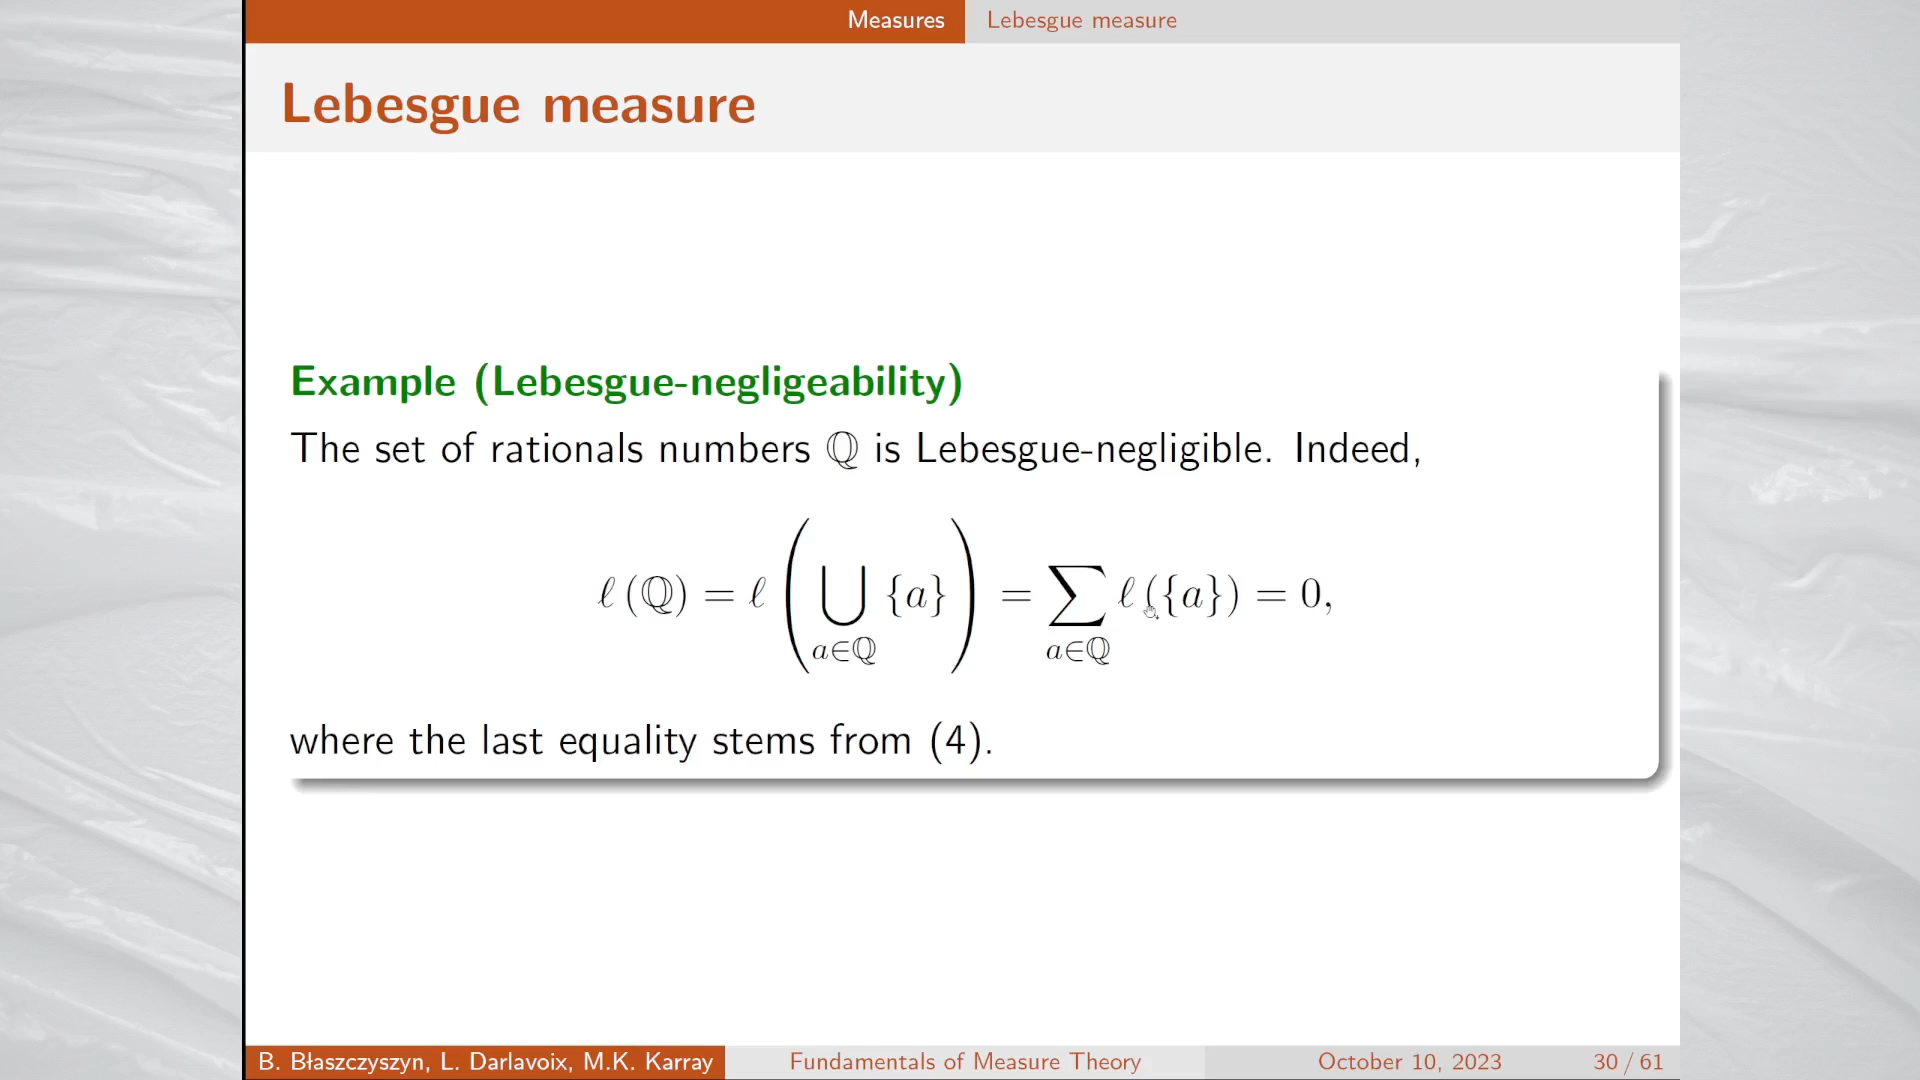 Measures Lebesgue measure
Lebesgue measure
Example (Lebesgue-negligeability)
The set of rationals numbers ℚ is Lebesgue-negligible. Indeed,
ℓ (ℚ) = ℓ ( ⋃_{a∈ℚ} {a} ) = ∑_{a∈ℚ} ℓ ({a}) = 0,
where the last equality stems from (4).
B. Błaszczyszyn, L. Darlavoix, M.K. Karray Fundamentals of Measure Theory October 10, 2023 30 / 61